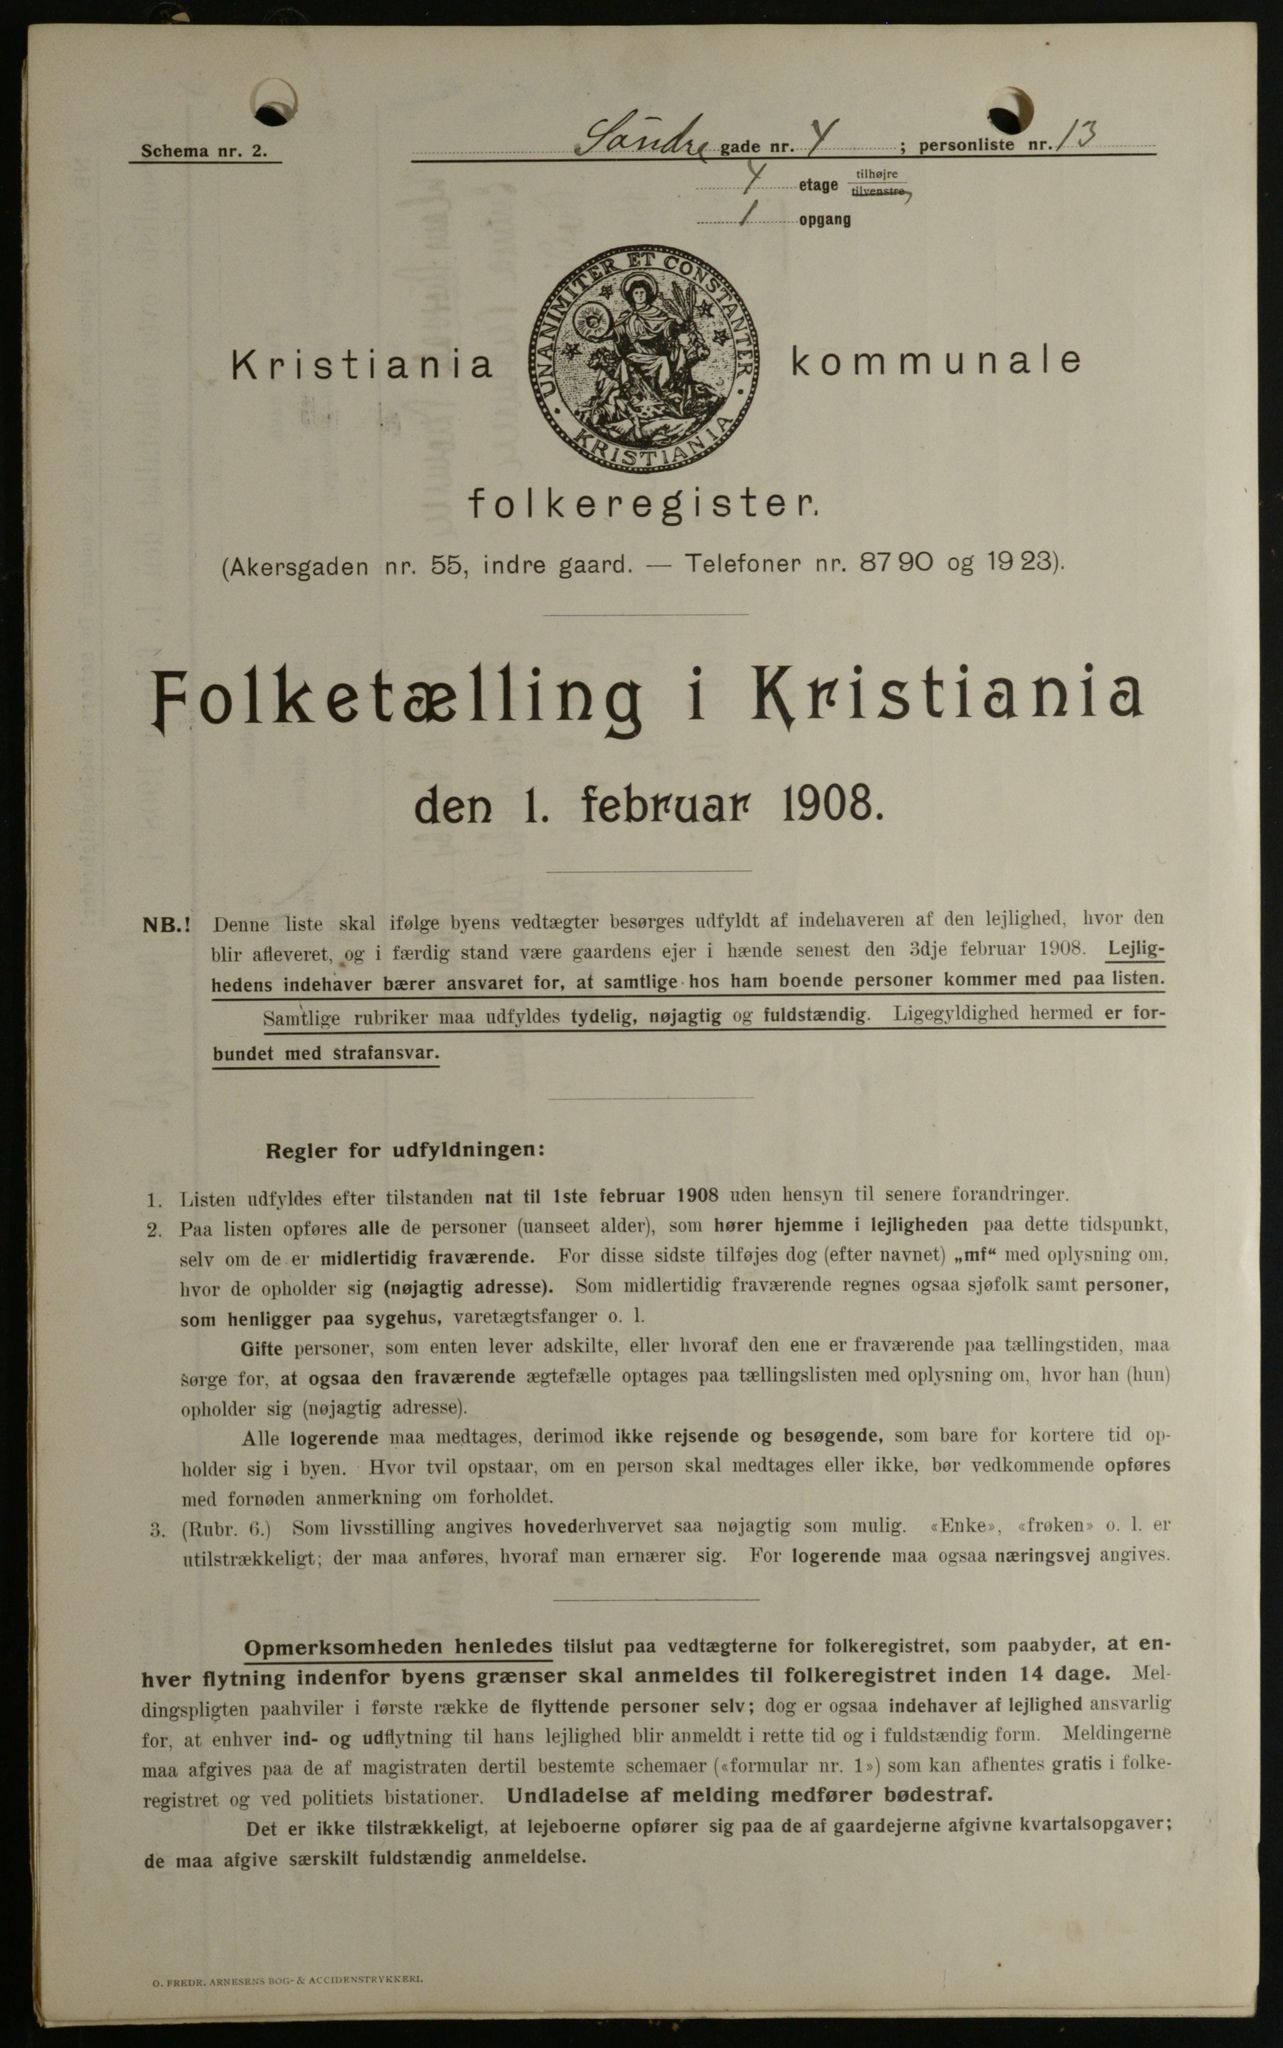 Schema nr. 2.
Søndre gade nr. 4 ; personliste nr. 13
4 etage tilhøjre
tilvenstre,
1 opgang
UNANIMITER ET CONSTANTER
KRISTIANIA
Kristiania kommunale
folkeregister.
(Akersgaden nr. 55, indre gaard. — Telefoner nr. 87 90 og 19 23).
Folketælling i Kristiania
den 1. februar 1908.
NB.! Denne liste skal ifølge byens vedtægter besørges udfyldt af indehaveren af den lejlighed, hvor den
blir afleveret, og i færdig stand være gaardens ejer i hænde senest den 3dje februar 1908. Lejlig-
hedens indehaver bærer ansvaret for, at samtlige hos ham boende personer kommer med paa listen.
Samtlige rubriker maa udfyldes tydelig, nøjagtig og fuldstændig. Ligegyldighed hermed er for-
bundet med strafansvar.
Regler for udfyldningen:
1. Listen udfyldes efter tilstanden nat til 1ste februar 1908 uden hensyn til senere forandringer.
2. Paa listen opføres alle de personer (uanseet alder), som hører hjemme i lejligheden paa dette tidspunkt,
selv om de er midlertidig fraværende. For disse sidste tilføjes dog (efter navnet) „mf“ med oplysning om,
hvor de opholder sig (nøjagtig adresse). Som midlertidig fraværende regnes ogsaa sjøfolk samt personer,
som henligger paa sygehus, varetægtsfanger o. l.
Gifte personer, som enten lever adskilte, eller hvoraf den ene er fraværende paa tællingstiden, maa
sørge for, at ogsaa den fraværende ægtefælle optages paa tællingslisten med oplysning om, hvor han (hun)
opholder sig (nøjagtig adresse).
Alle logerende maa medtages, derimod ikke rejsende og besøgende, som bare for kortere tid op-
holder sig i byen. Hvor tvil opstaar, om en person skal medtages eller ikke, bør vedkommende opføres
med fornøden anmerkning om forholdet.
3. (Rubr. 6.) Som livsstilling angives hovederhvervet saa nøjagtig som mulig. «Enke», «frøken» o. l. er
utilstrækkeligt; der maa anføres, hvoraf man ernærer sig. For logerende maa ogsaa næringsvej angives.
Opmerksomheden henledes tilslut paa vedtægterne for folkeregistret, som paabyder, at en-
hver flytning indenfor byens grænser skal anmeldes til folkeregistret inden 14 dage. Mel-
dingspligten paahviler i første række de flyttende personer selv; dog er ogsaa indehaver af lejlighed ansvarlig
for, at enhver ind- og udflytning til hans lejlighed blir anmeldt i rette tid og i fuldstændig form. Meldingerne
maa afgives paa de af magistraten dertil bestemte schemaer («formular nr. 1») som kan afhentes gratis i folke-
registret og ved politiets bistationer. Undladelse af melding medfører bødestraf.
Det er ikke tilstrækkeligt, at lejeboerne opfører sig paa de af gaardejerne afgivne kvartalsopgaver;
de maa afgive særskilt fuldstændig anmeldelse.
O. FREDR. ARNESENS BOG- & ACCIDENSTRYKKERI.